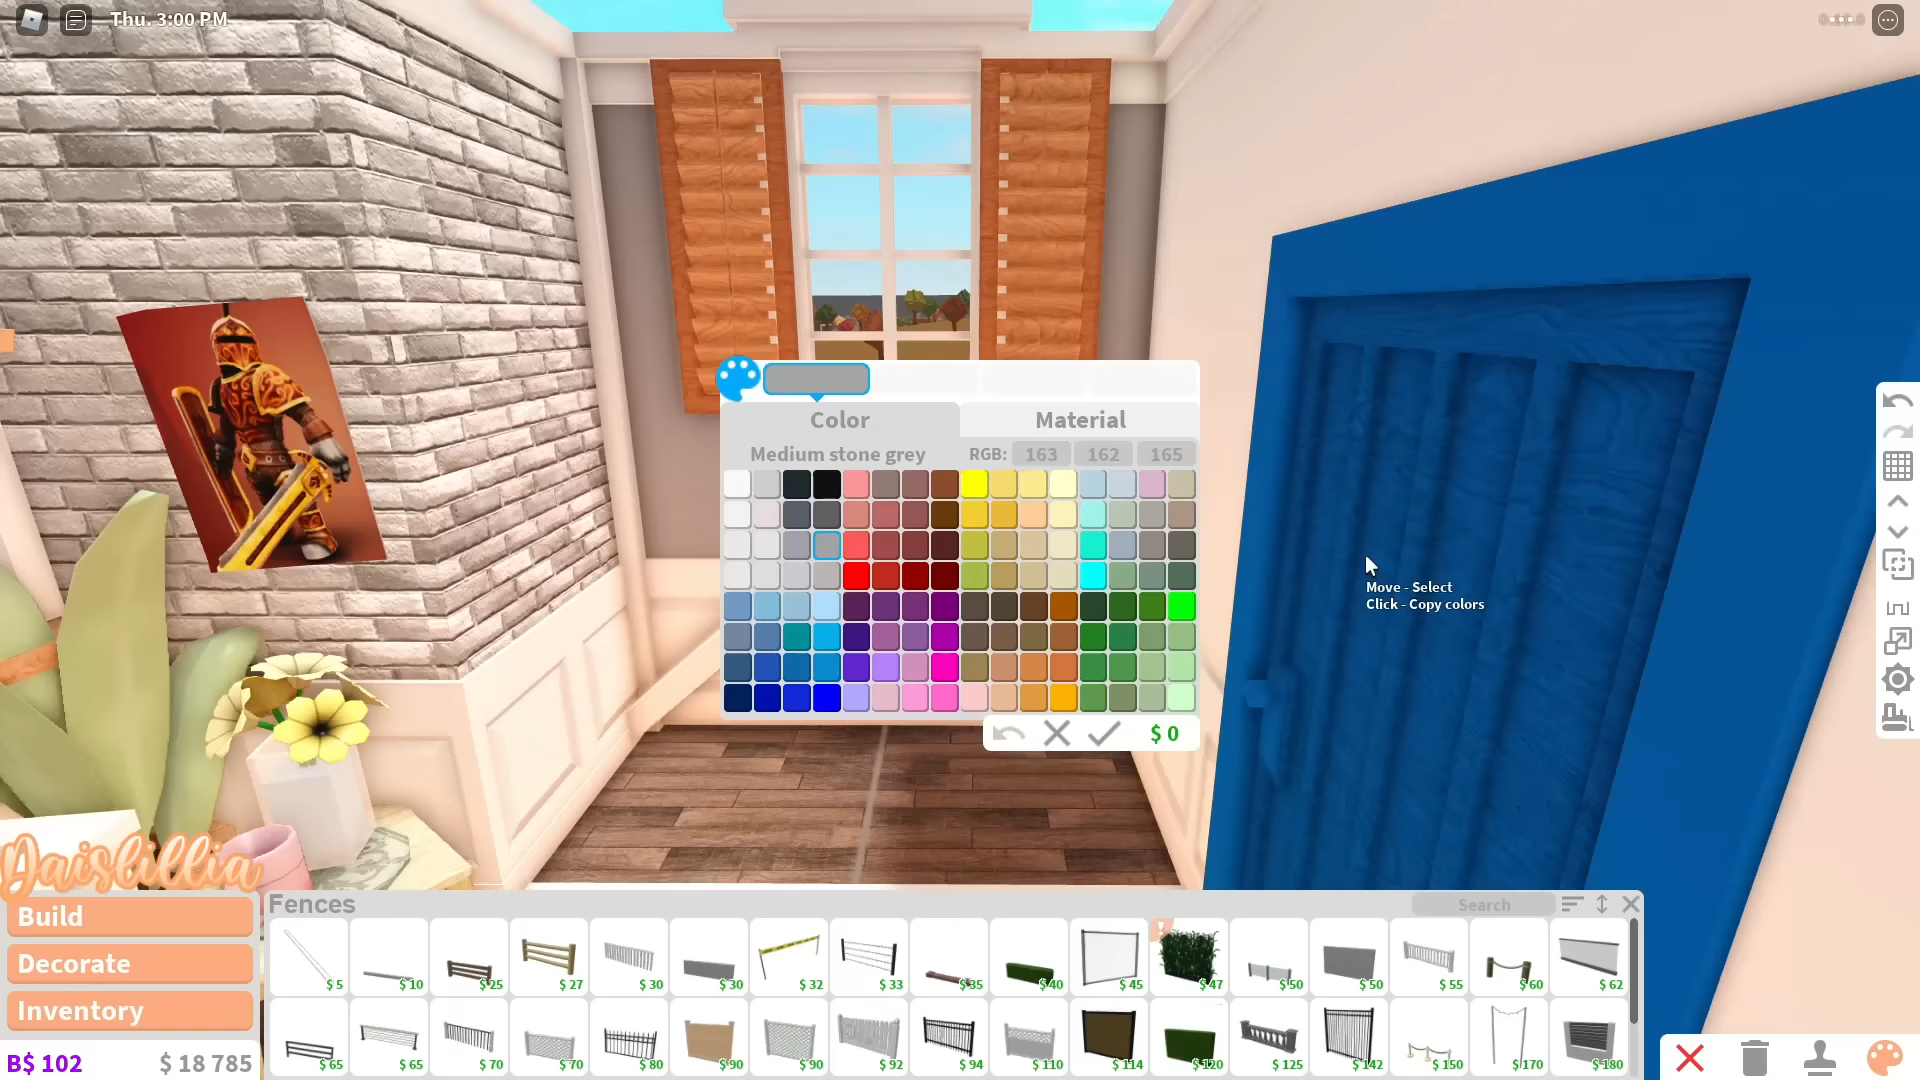 Thu. 3:00 PM
Color
Material
Medium stone grey
RGB: 163 162 165
Move - Select
Click - Copy colors
$ 0
Daisfillia
Build
Decorate
Inventory
B$ 102
$ 18 785
Fences
Search
$ 5
$ 10
$ 25
$ 27
$ 30
$ 30
$ 32
$ 33
$ 35
$ 40
$ 45
$ 47
$ 50
$ 50
$ 55
$ 60
$ 62
$ 65
$ 65
$ 70
$ 70
$ 80
$ 90
$ 90
$ 92
$ 94
$ 110
$ 114
$ 120
$ 125
$ 142
$ 150
$ 170
$ 180